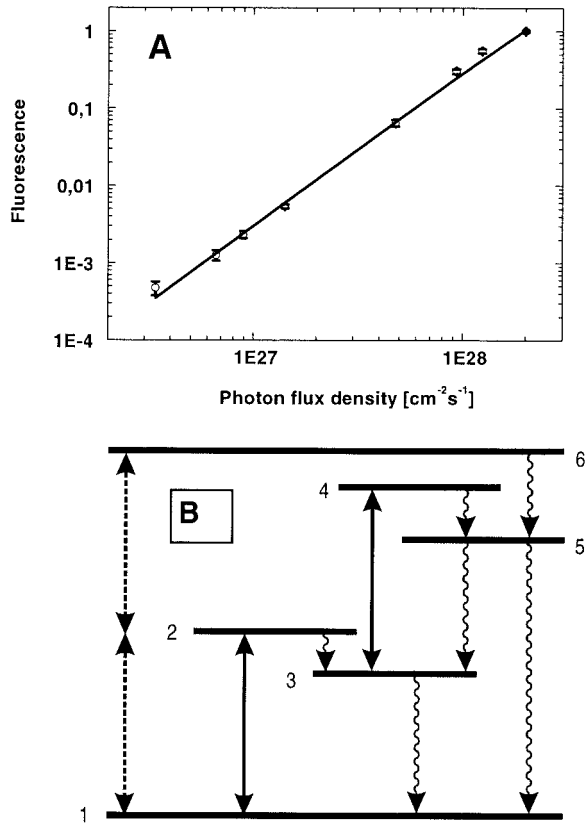 A
Fluorescence
1
0,1
0,01
1E-3
1E-4
1E27
1E28
Photon flux density [cm⁻²s⁻¹]
B
6
4
5
2
3
1